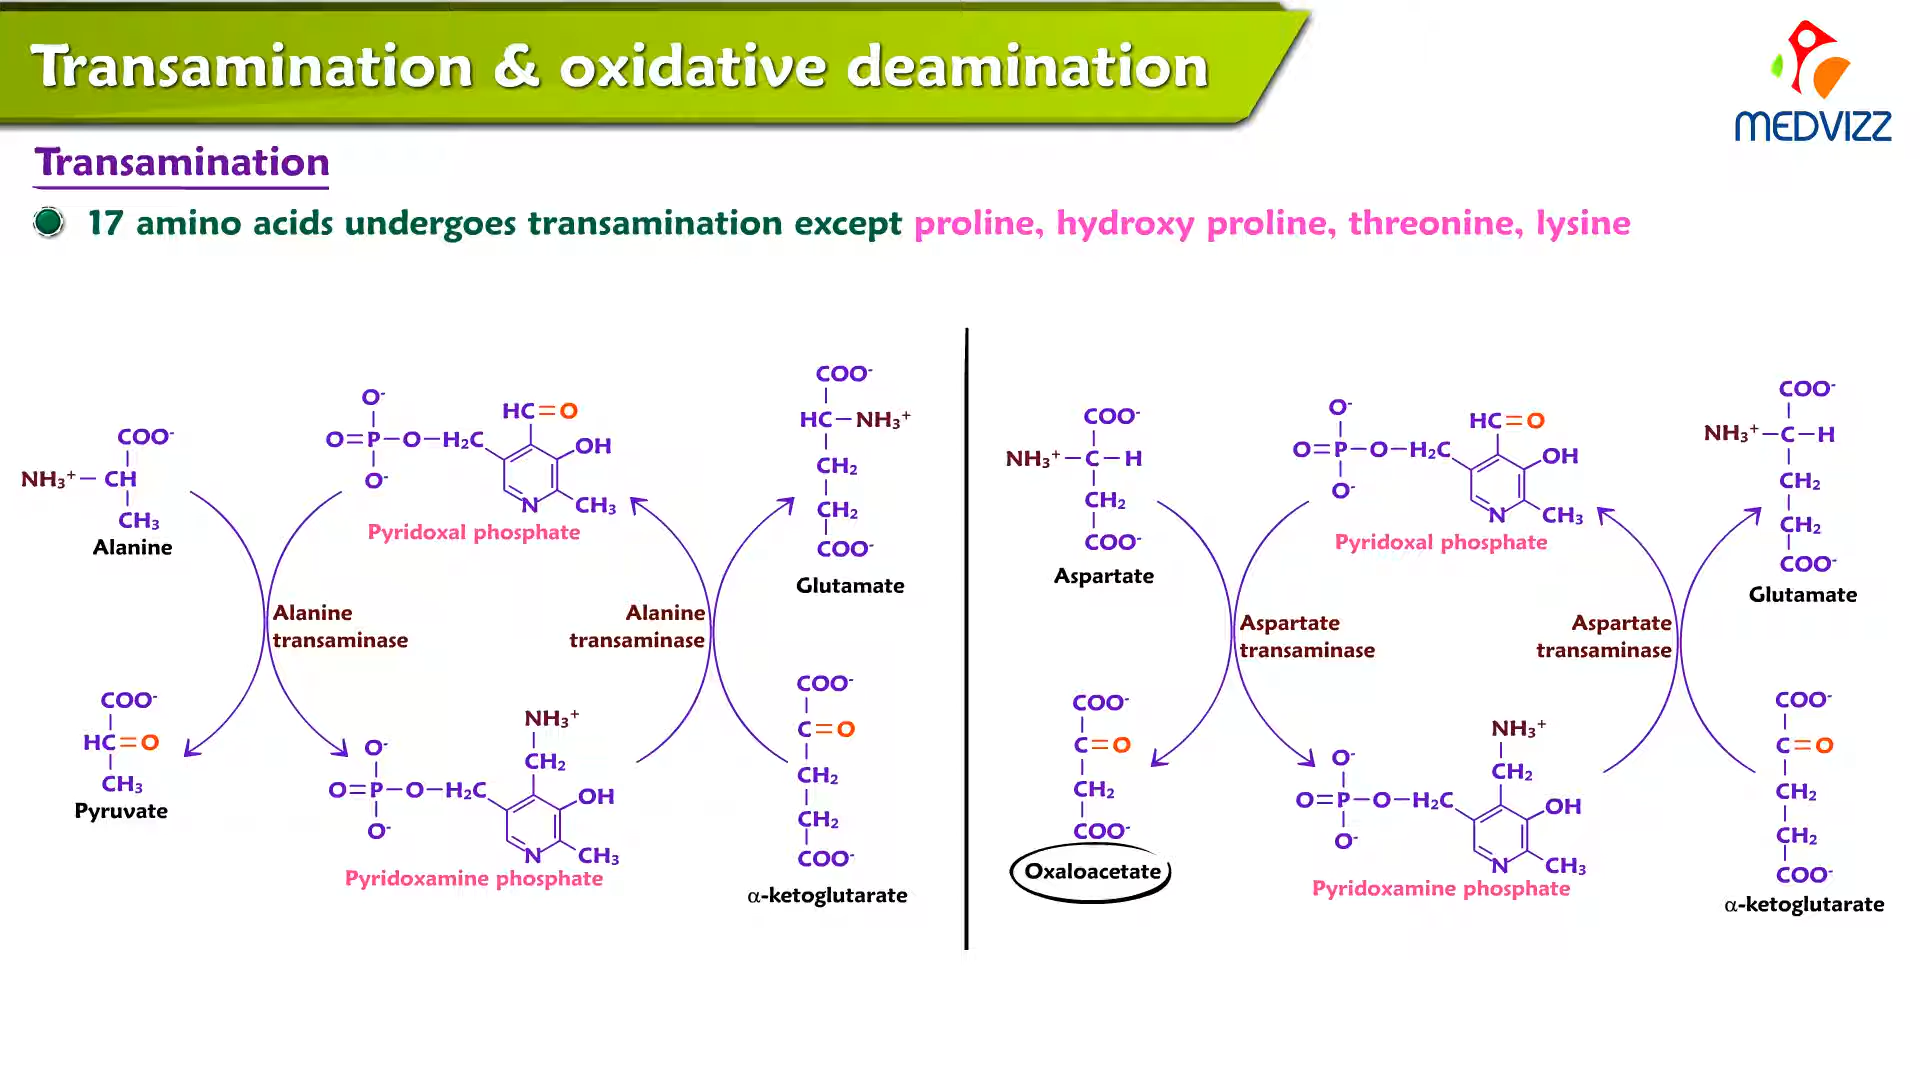 Transamination & oxidative deamination
MEDVIZZ
Transamination
17 amino acids undergoes transamination except proline, hydroxy proline, threonine, lysine
COO⁻
NH₃⁺ – CH
CH₃
Alanine
O⁻
O=P–O–H₂C
O⁻
HC=O
OH
N
CH₃
Pyridoxal phosphate
COO⁻
HC–NH₃⁺
CH₂
CH₂
COO⁻
Glutamate
Alanine
transaminase
Alanine
transaminase
COO⁻
HC=O
CH₃
Pyruvate
O⁻
O=P–O–H₂C
O⁻
NH₃⁺
CH₂
OH
N
CH₃
Pyridoxamine phosphate
COO⁻
C=O
CH₂
CH₂
COO⁻
α-ketoglutarate
COO⁻
NH₃⁺–C–H
CH₂
COO⁻
Aspartate
O⁻
O=P–O–H₂C
O⁻
HC=O
OH
N
CH₃
Pyridoxal phosphate
COO⁻
NH₃⁺–C–H
CH₂
CH₂
COO⁻
Glutamate
Aspartate
transaminase
Aspartate
transaminase
COO⁻
C=O
CH₂
COO⁻
Oxaloacetate
O⁻
O=P–O–H₂C
O⁻
NH₃⁺
CH₂
OH
N
CH₃
Pyridoxamine phosphate
COO⁻
C=O
CH₂
CH₂
COO⁻
α-ketoglutarate